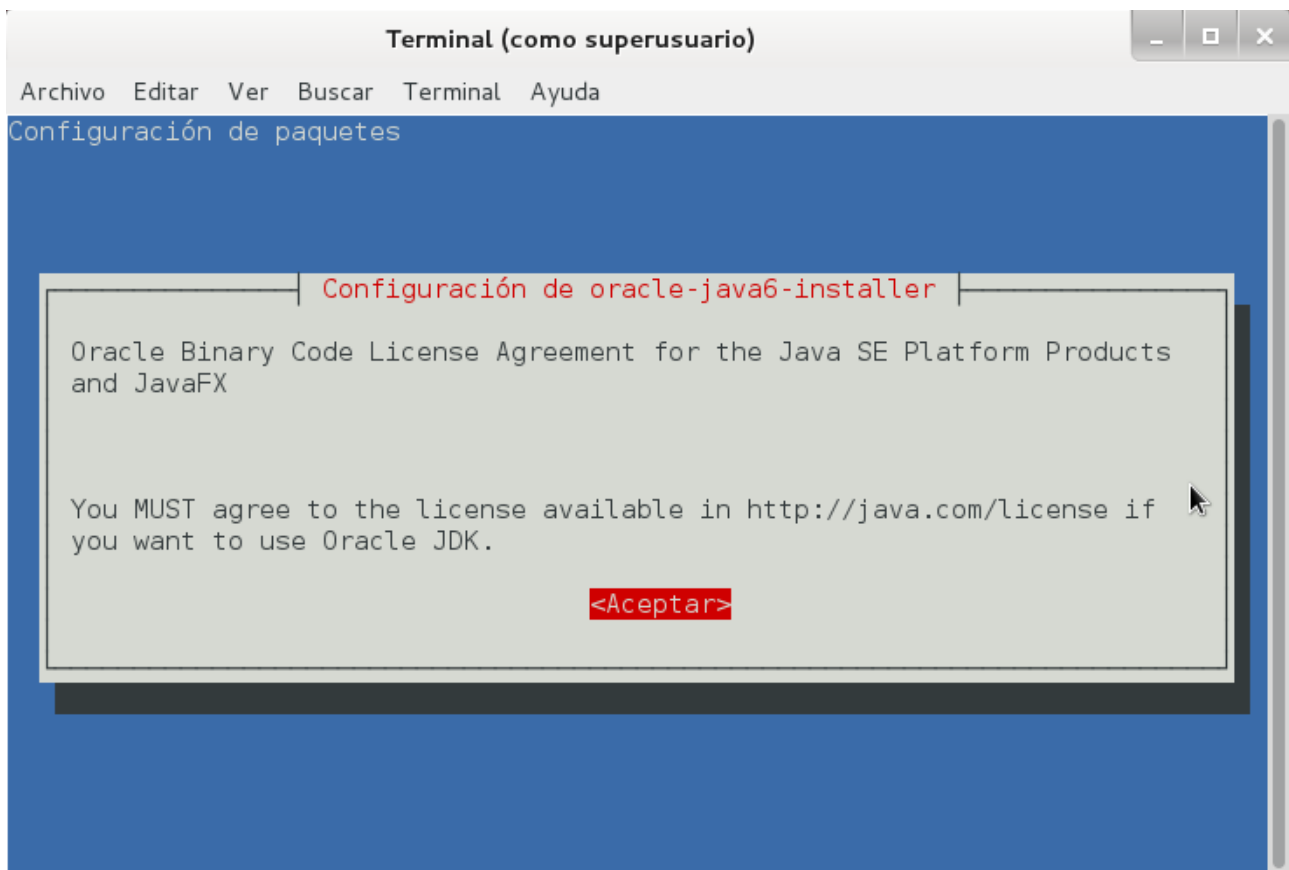 Terminal (como superusuario)
Archivo Editar Ver Buscar Terminal Ayuda
Configuración de paquetes
Configuración de oracle-java6-installer
Oracle Binary Code License Agreement for the Java SE Platform Products
and JavaFX
You MUST agree to the license available in http://java.com/license if
you want to use Oracle JDK.
<Aceptar>